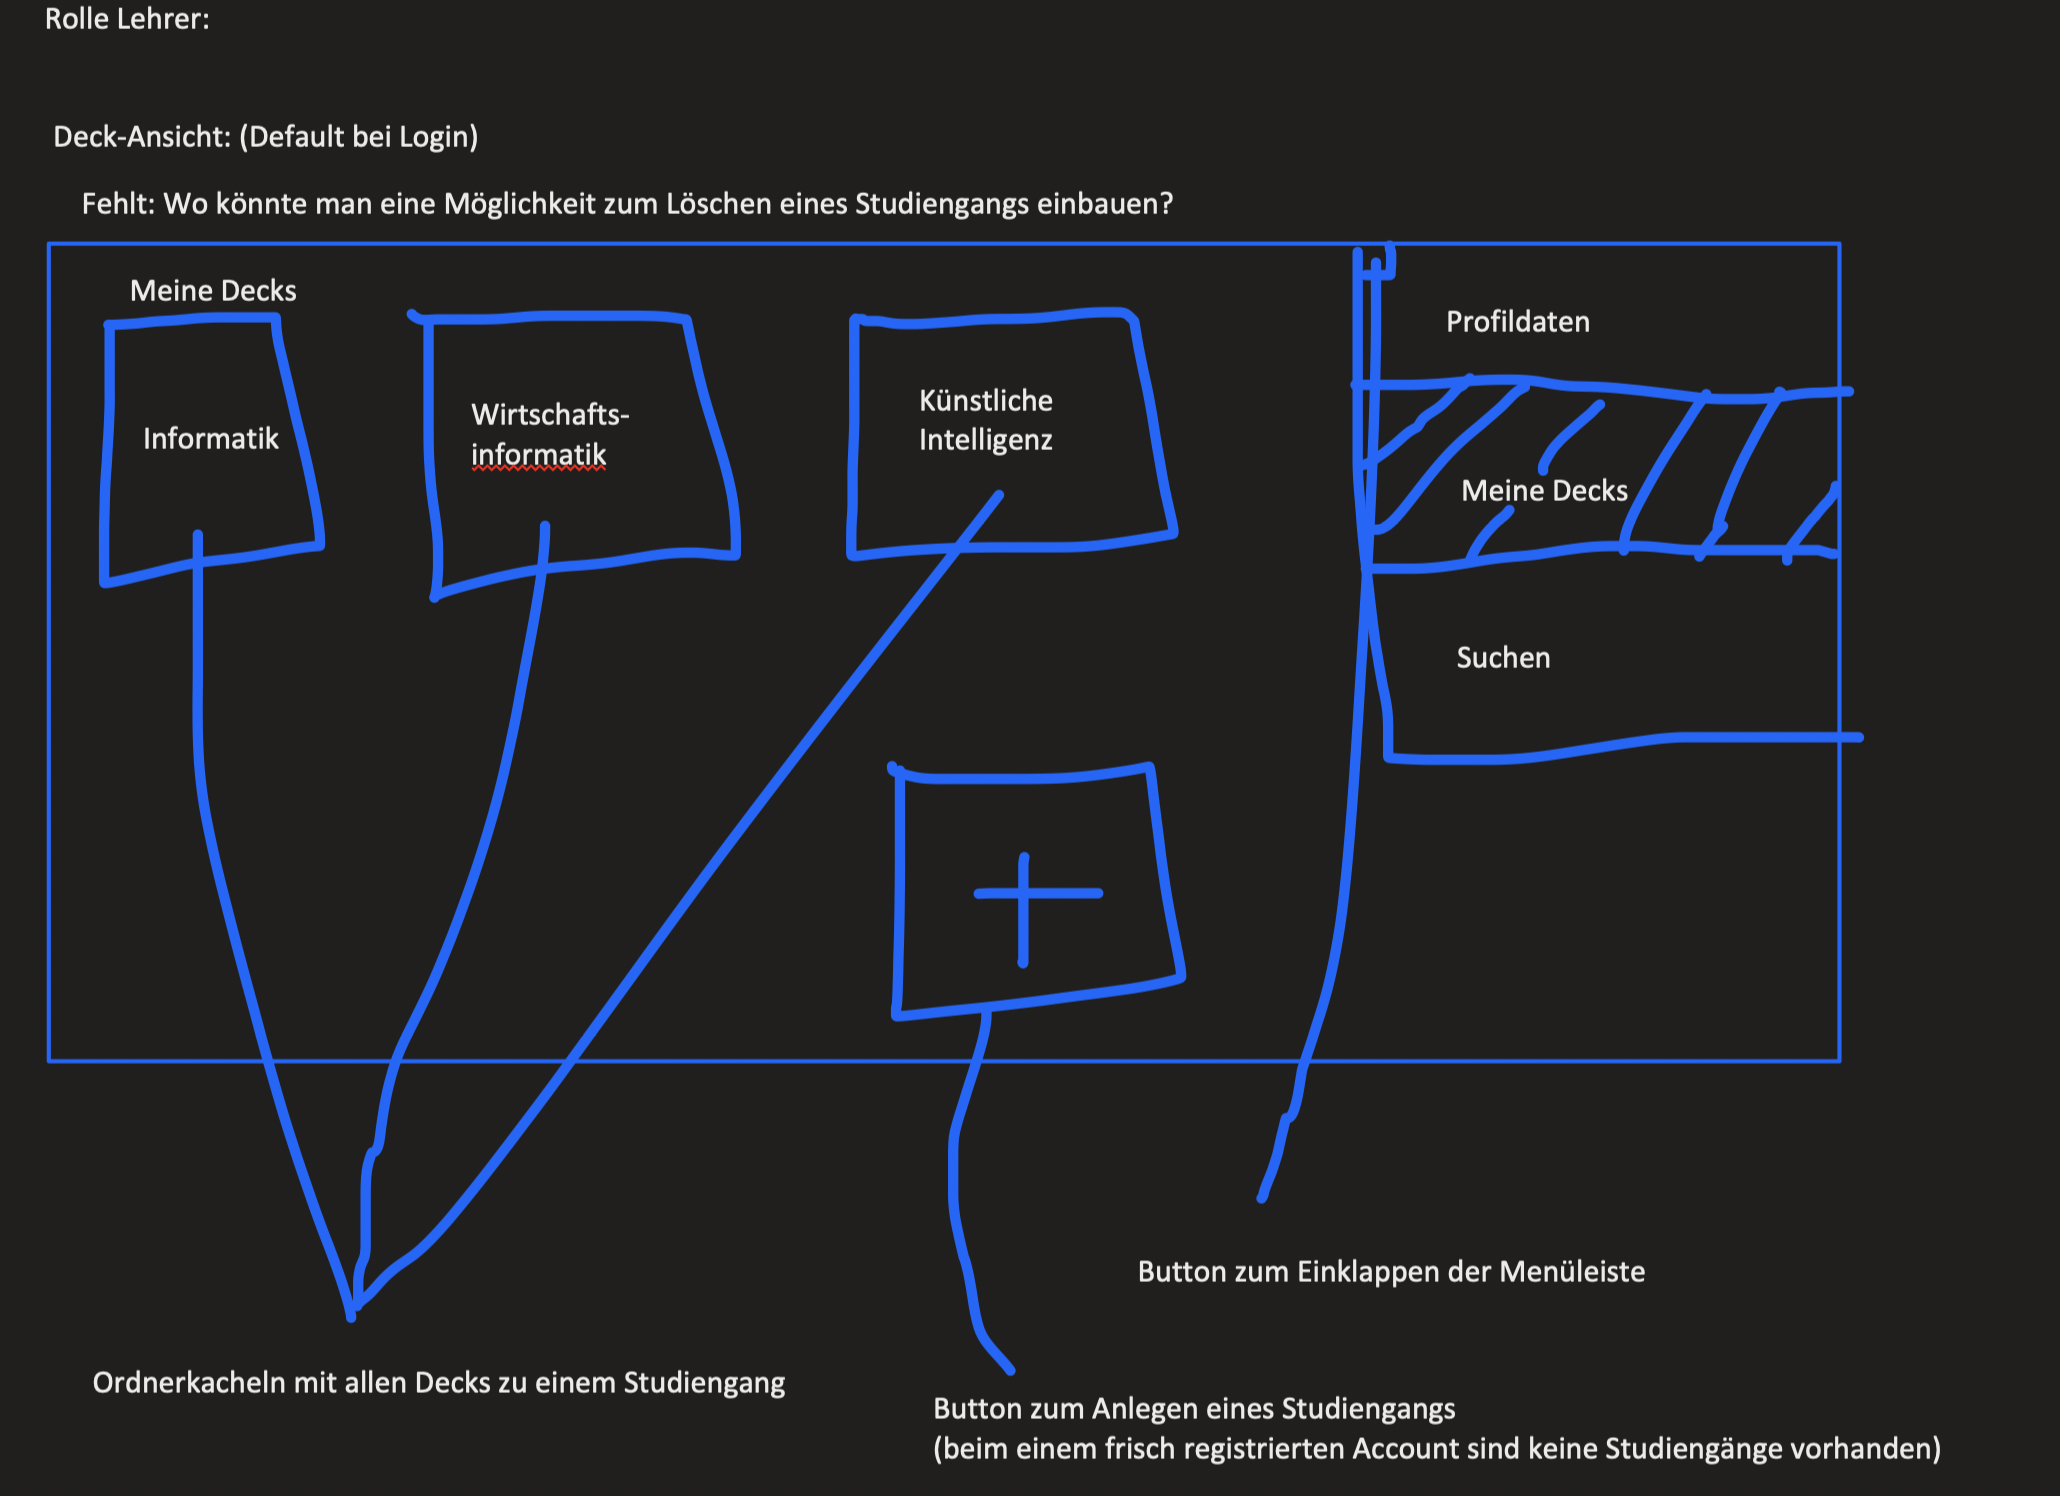 Rolle Lehrer:
Deck-Ansicht: (Default bei Login)
Fehlt: Wo könnte man eine Möglichkeit zum Löschen eines Studiengangs einbauen?
Meine Decks
Informatik
Wirtschafts-
informatik
Künstliche
Intelligenz
Profildaten
Meine Decks
Suchen
Button zum Einklappen der Menüleiste
Ordnerkacheln mit allen Decks zu einem Studiengang
Button zum Anlegen eines Studiengangs
(beim einem frisch registrierten Account sind keine Studiengänge vorhanden)